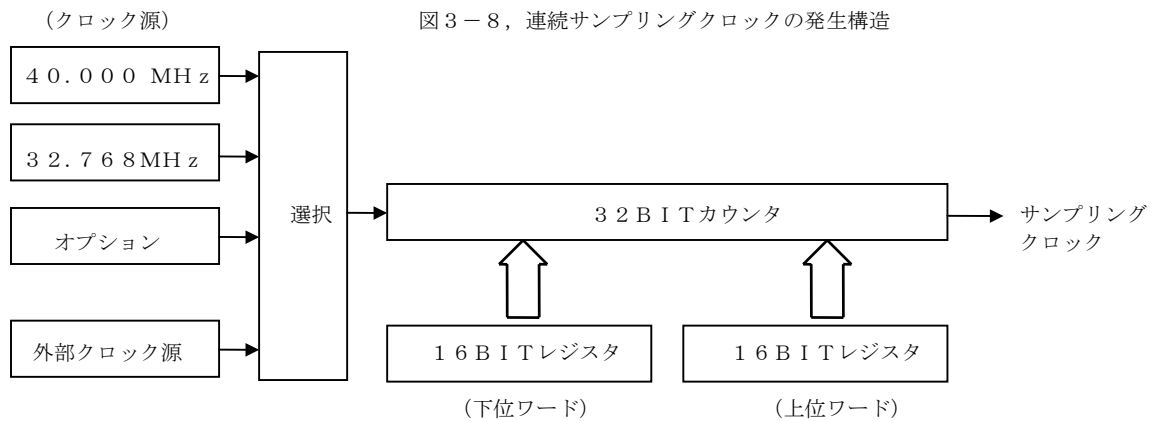 (クロック源)
図3-8，連続サンプリングクロックの発生構造
40.000 MHz
32.768MHz
オプション
外部クロック源
選択
32BITカウンタ
サンプリング
クロック
16BITレジスタ
16BITレジスタ
(下位ワード)
(上位ワード)